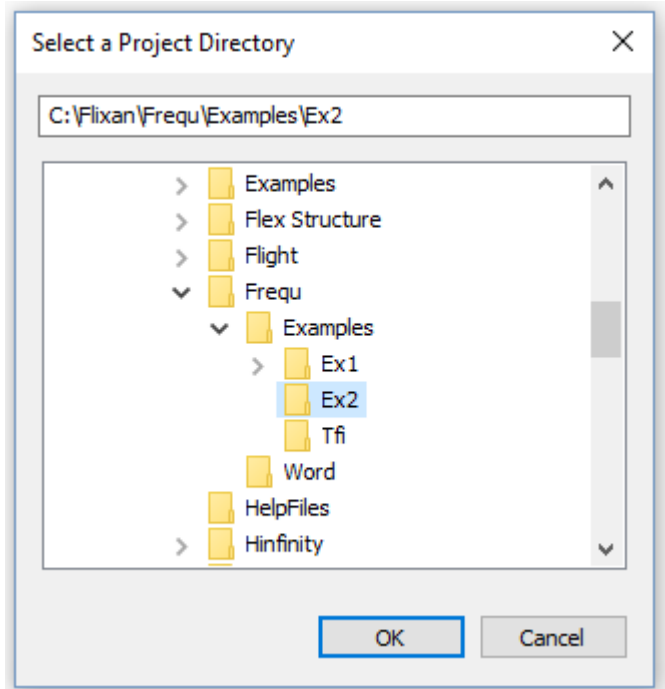 Select a Project Directory
C:\Flixan\Frequ\Examples\Ex2
Examples
Flex Structure
Flight
Frequ
Examples
Ex1
Ex2
Tfi
Word
HelpFiles
Hinfinity
OK Cancel